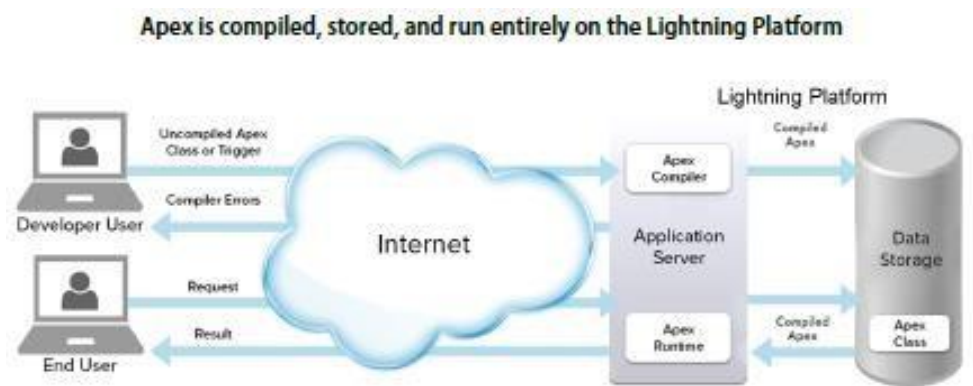 Apex is compiled, stored, and run entirely on the Lightning Platform
Lightning Platform
Uncompiled Apex
Class or Trigger
Compiler Errors
Developer User
Internet
Apex
Compiler
Application
Server
Compiled
Apex
Data
Storage
Request
Result
End User
Apex
Runtime
Compiled
Apex
Apex
Class